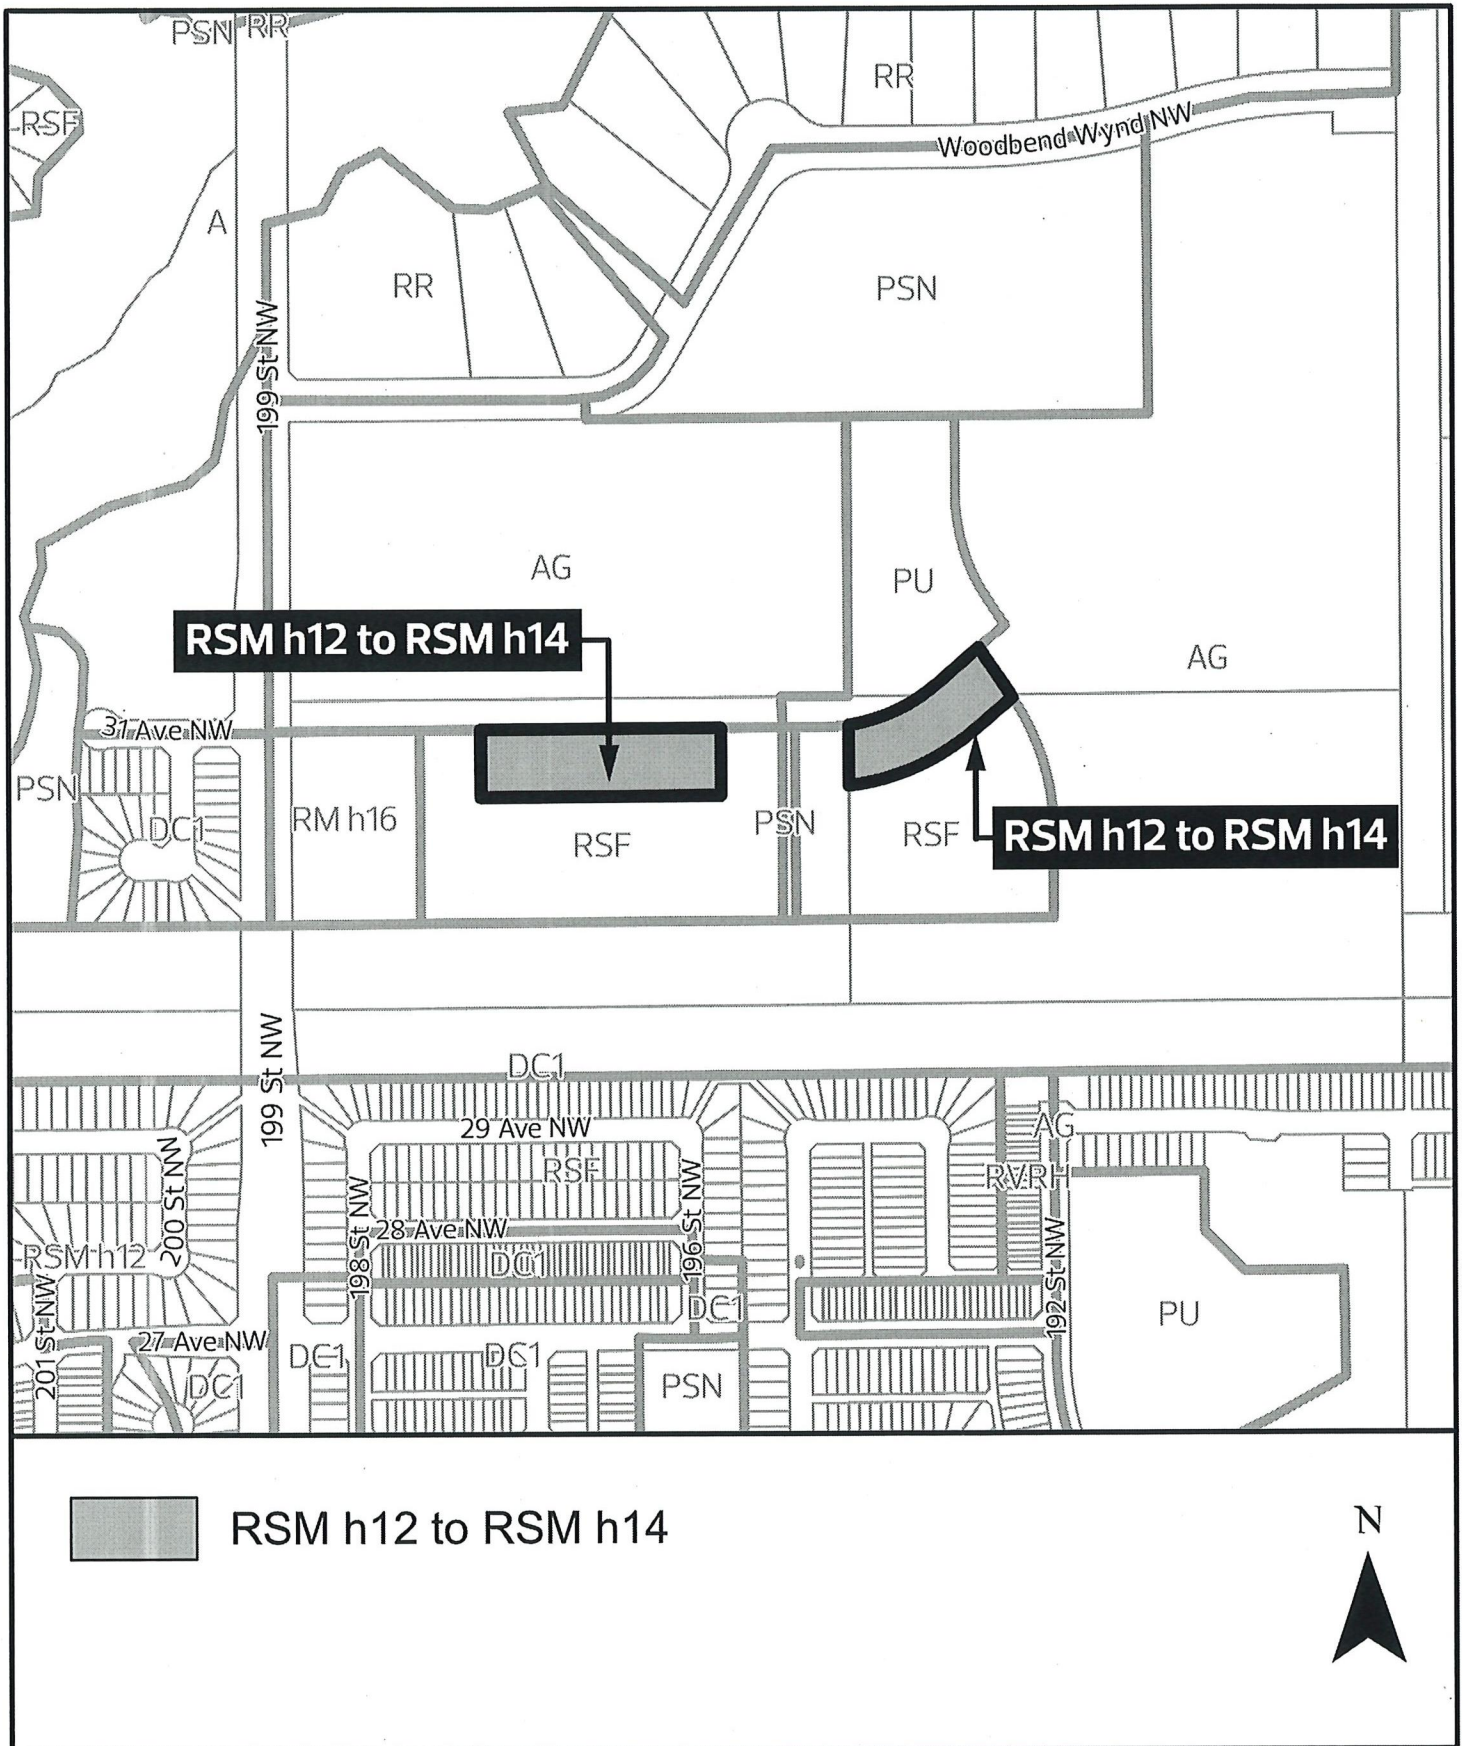 PSN RR
RR
RSF
Woodbend Wynd NW
A
RR
PSN
199 St NW
AG
PU
RSM h12 to RSM h14
AG
31 Ave NW
PSN
DC1
RM h16
RSF
PSN
RSF
RSM h12 to RSM h14
199 St NW
DC1
29 Ave NW
AG
RSF
RVRH
200 St NW
198 St NW
196 St NW
28 Ave NW
RSM h12
DC1
192 St NW
201 St NW
DC1
PU
27 Ave NW
DC1
DC1
DC1
PSN
RSM h12 to RSM h14
N